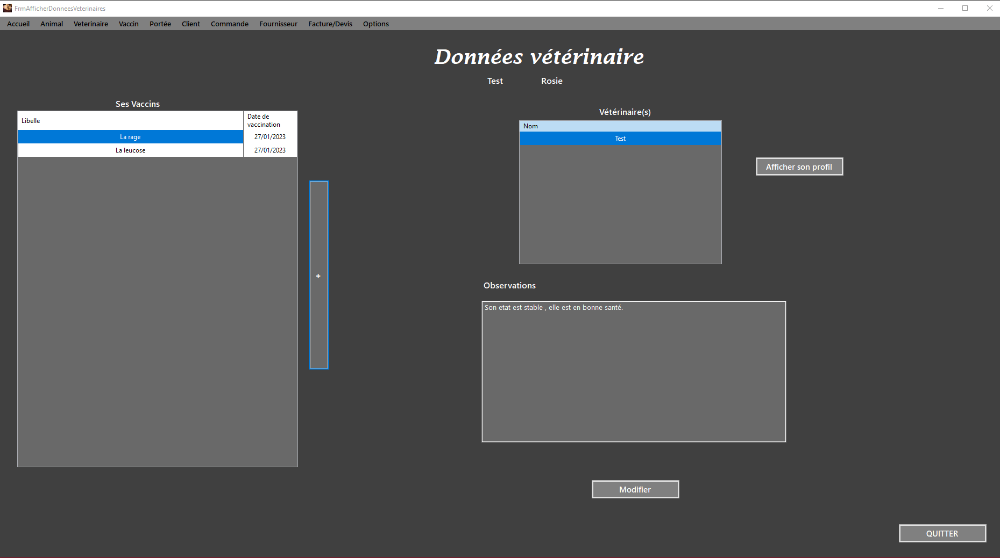 FrmAfficherDonneesVeterinaires
Accueil Animal Veterinaire Vaccin Portée Client Commande Fournisseur Facture/Devis Options
Données vétérinaire
Test Rosie
Ses Vaccins
Libelle
Date de
vaccination
La rage 27/01/2023
La leucose 27/01/2023
+
Vétérinaire(s)
Nom
Test
Afficher son profil
Observations
Son etat est stable , elle est en bonne santé.
Modifier
QUITTER